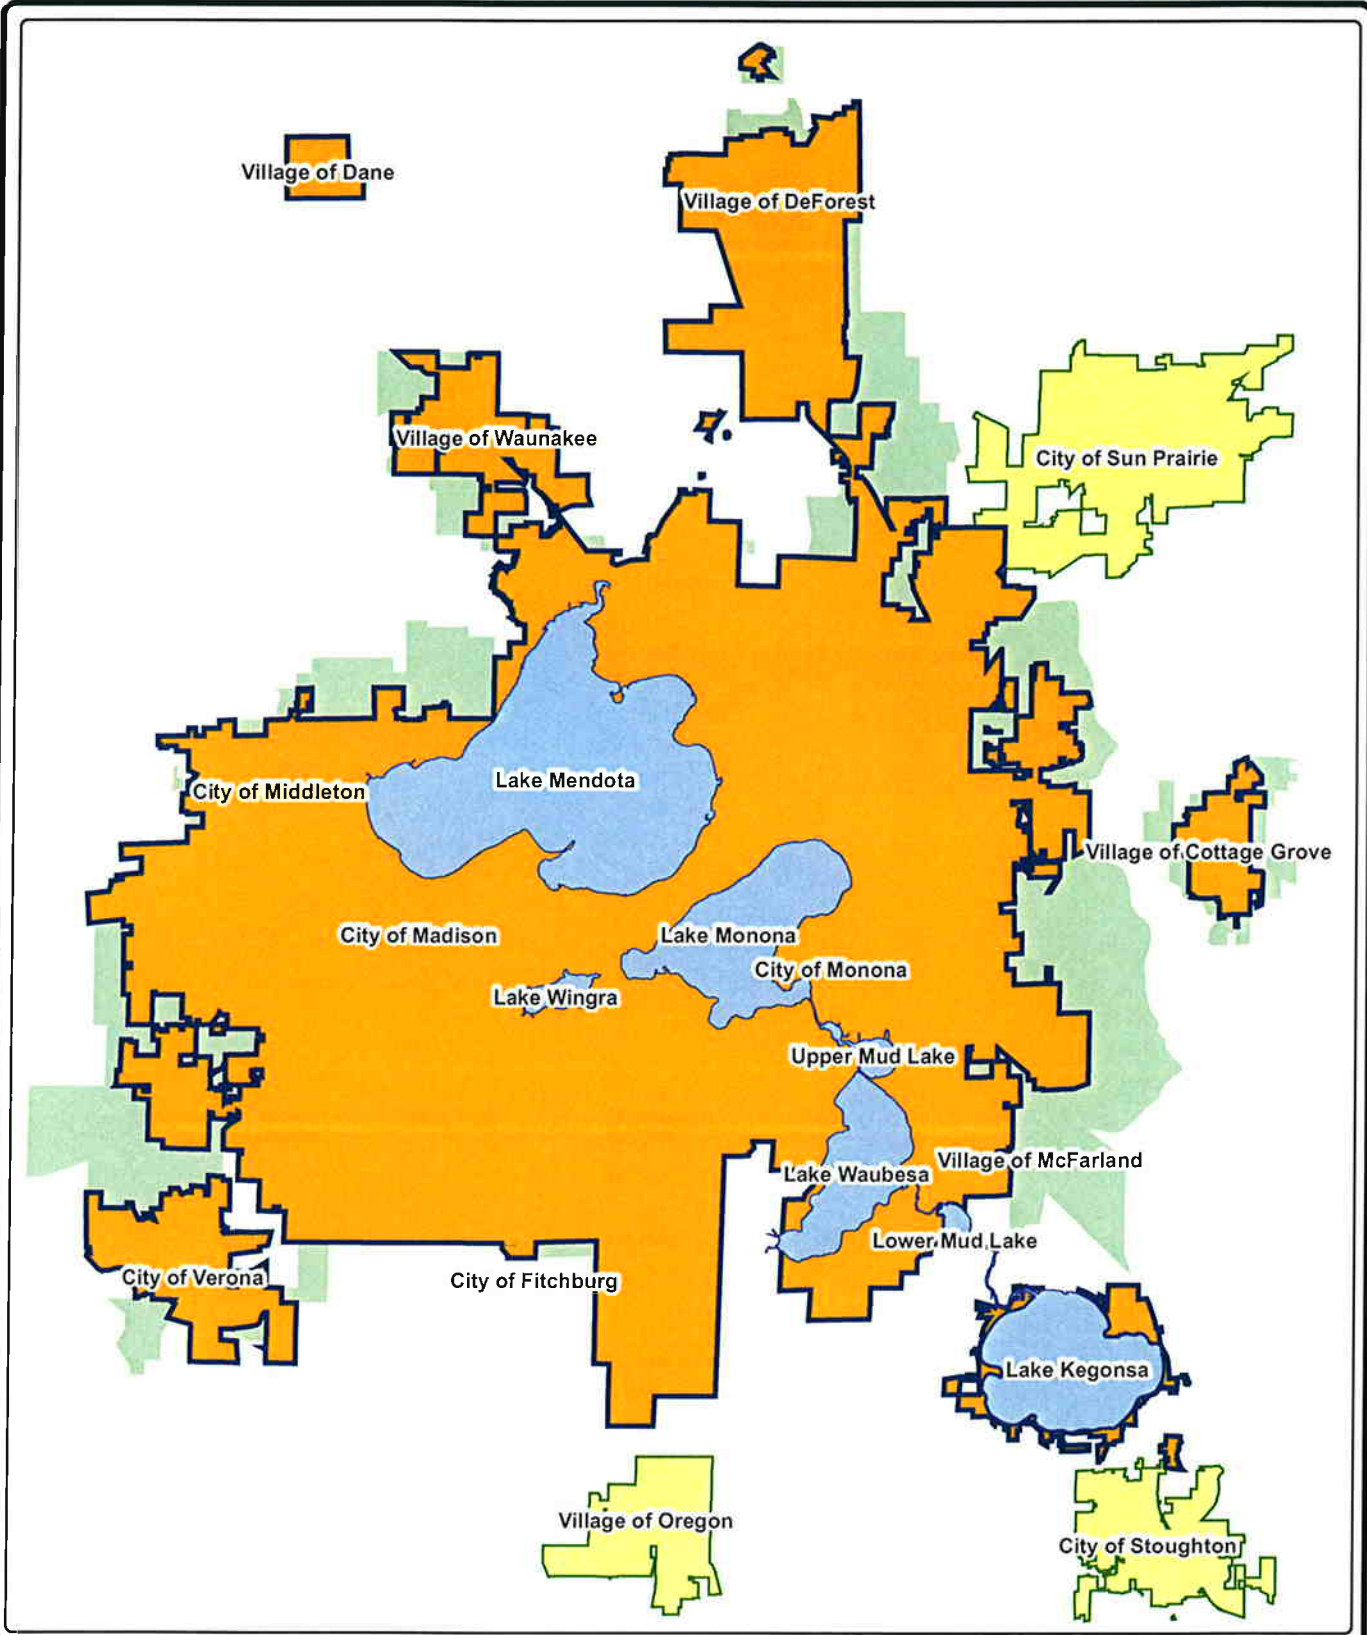 Village of Dane
Village of DeForest
Village of Waunakee
City of Sun Prairie
Lake Mendota
City of Middleton
Village of Cottage Grove
City of Madison
Lake Monona
City of Monona
Lake Wingra
Upper Mud Lake
Village of McFarland
Lake Waubesa
Lower Mud Lake
City of Verona
City of Fitchburg
Lake Kegonsa
Village of Oregon
City of Stoughton